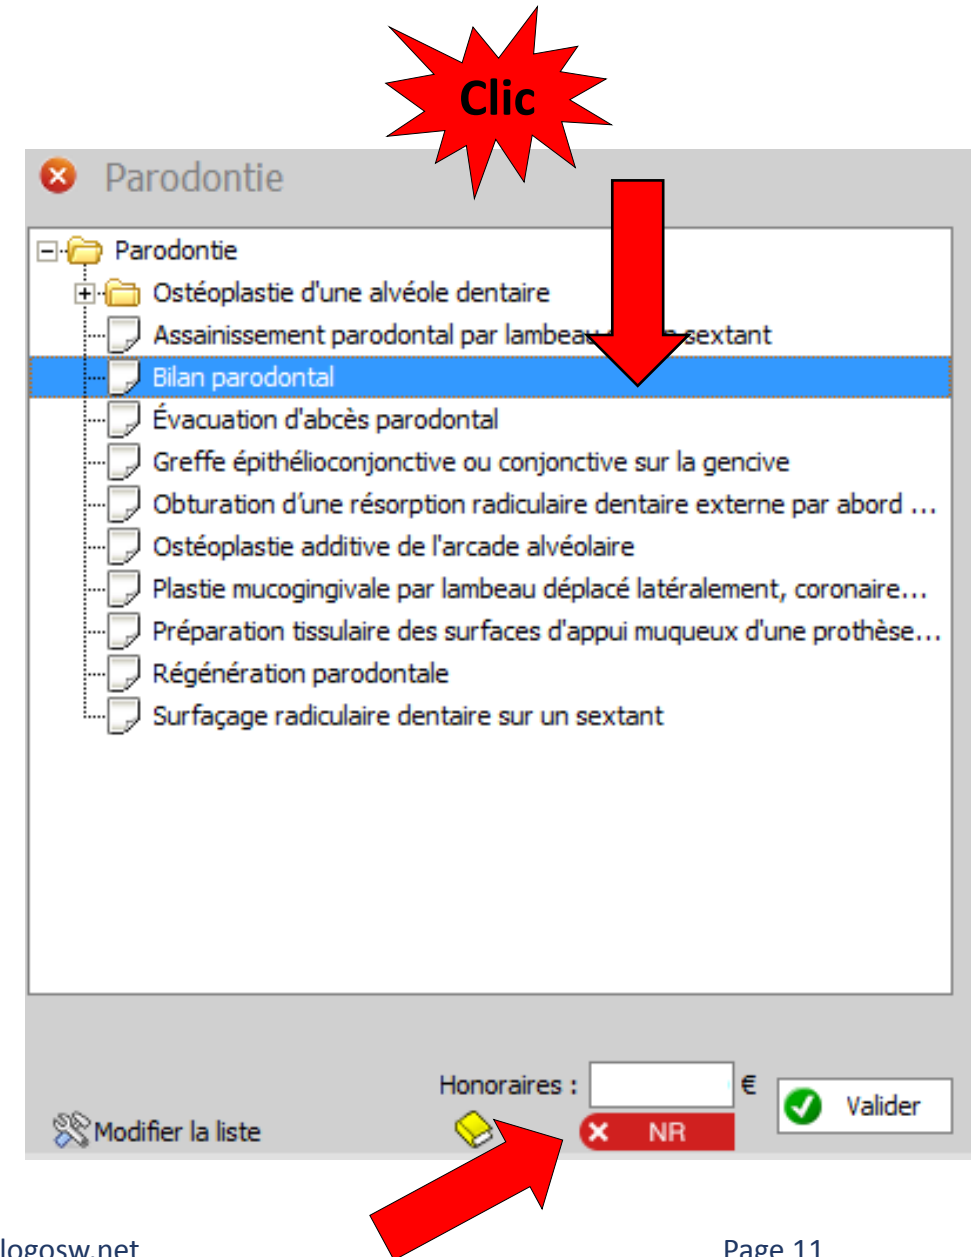 Clic
Parodontie
Parodontie
Ostéoplastie d'une alvéole dentaire
Assainissement parodontal par lambeau sextant
Bilan parodontal
Évacuation d'abcès parodontal
Greffe épithélioconjonctive ou conjonctive sur la gencive
Obturation d’une résorption radiculaire dentaire externe par abord ...
Ostéoplastie additive de l'arcade alvéolaire
Plastie mucogingivale par lambeau déplacé latéralement, coronaire...
Préparation tissulaire des surfaces d'appui muqueux d'une prothèse...
Régénération parodontale
Surfaçage radiculaire dentaire sur un sextant
Honoraires : €
Valider
Modifier la liste
NR
logosw.net
Page 11